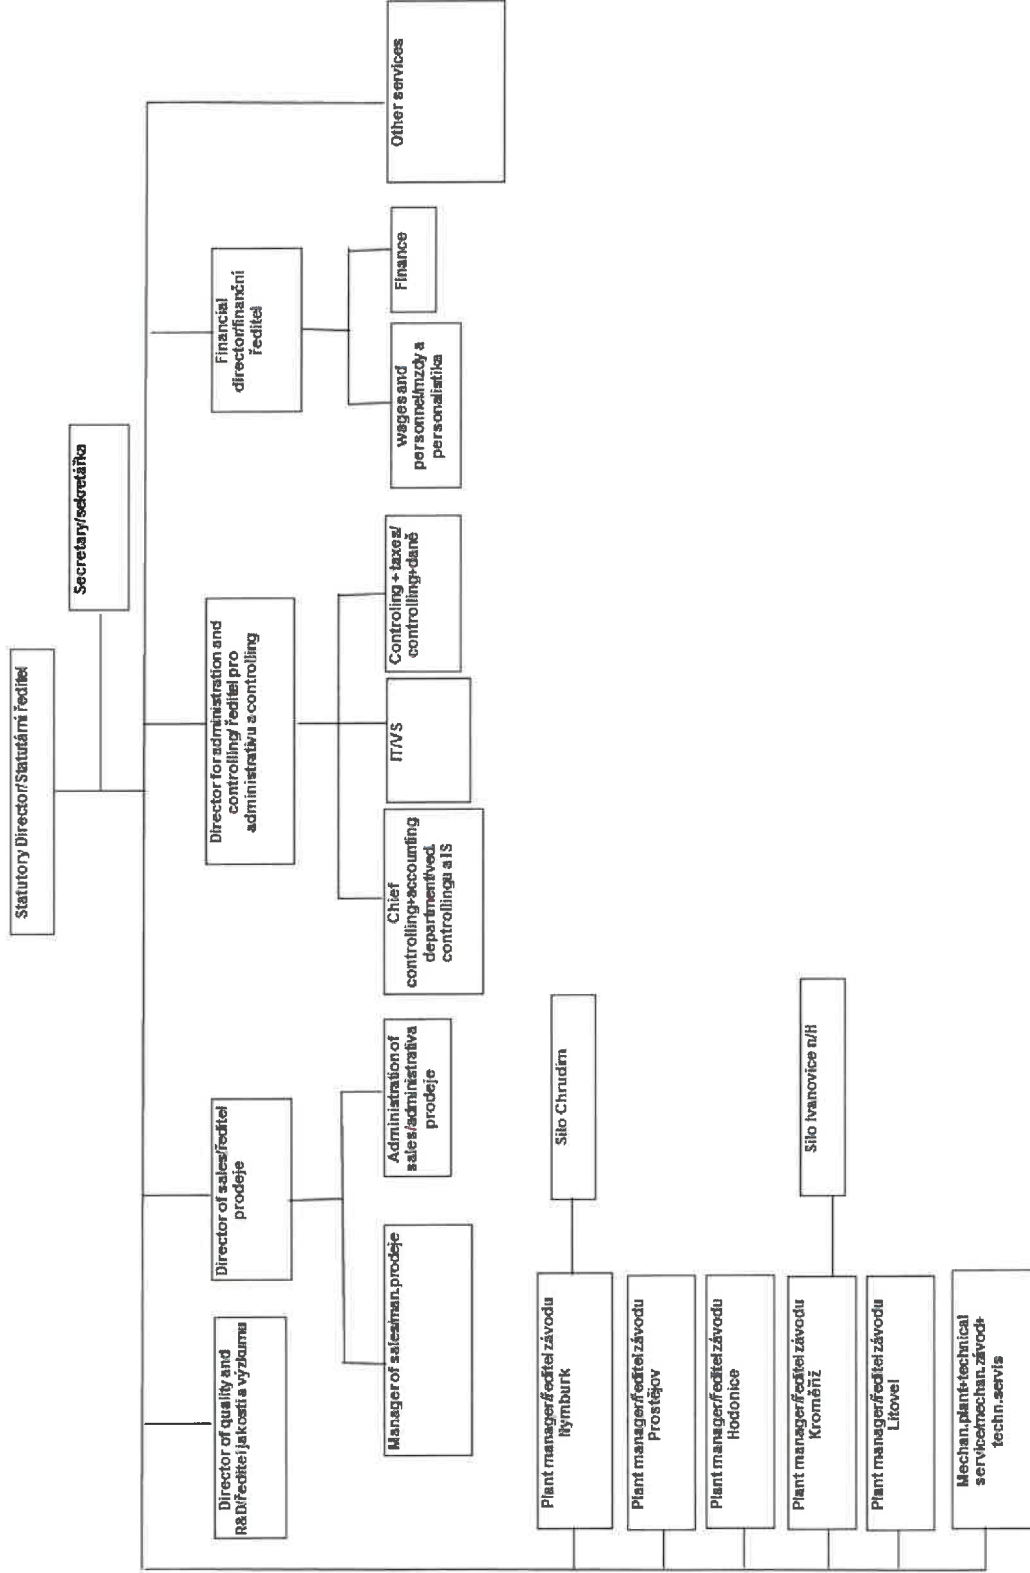 Statutory Director/Statutární ředitel
Secretary/sekretářka
Director of quality and
R&D/ředitel jakosti a výzkumu
Director of sales/ředitel
prodeje
Director for administration and
controlling/ ředitel pro
administrativu a controlling
Financial
director/finanční
ředitel
Other services
Manager of sales/man.prodeje
Administration of
sales/administrativa
prodeje
Chief
controlling+accounting
department/ved.
controllingu a IS
IT/VS
Controling + taxes/
controlling+daně
wages and
personnel/mzdy a
personalistika
Finance
Plant manager/ředitel závodu
Nymburk
Silo Chrudim
Plant manager/ředitel závodu
Prostějov
Plant manager/ředitel závodu
Hodonice
Plant manager/ředitel závodu
Kroměříž
Silo Ivanovice n/H
Plant manager/ředitel závodu
Litovel
Mechan.plant+technical
service/mechan.závod+
techn.servis